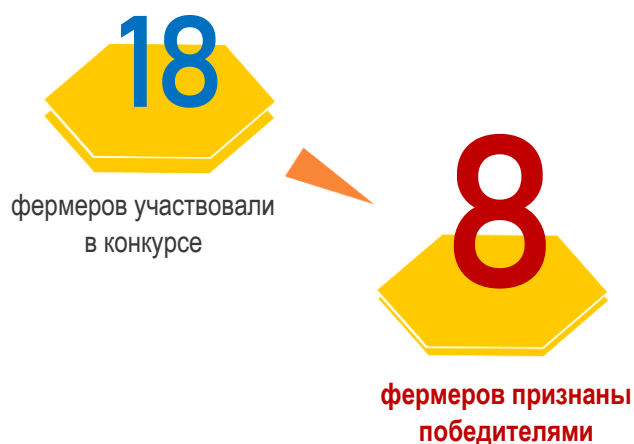 18
фермеров участвовали
в конкурсе
8
фермеров признаны
победителями